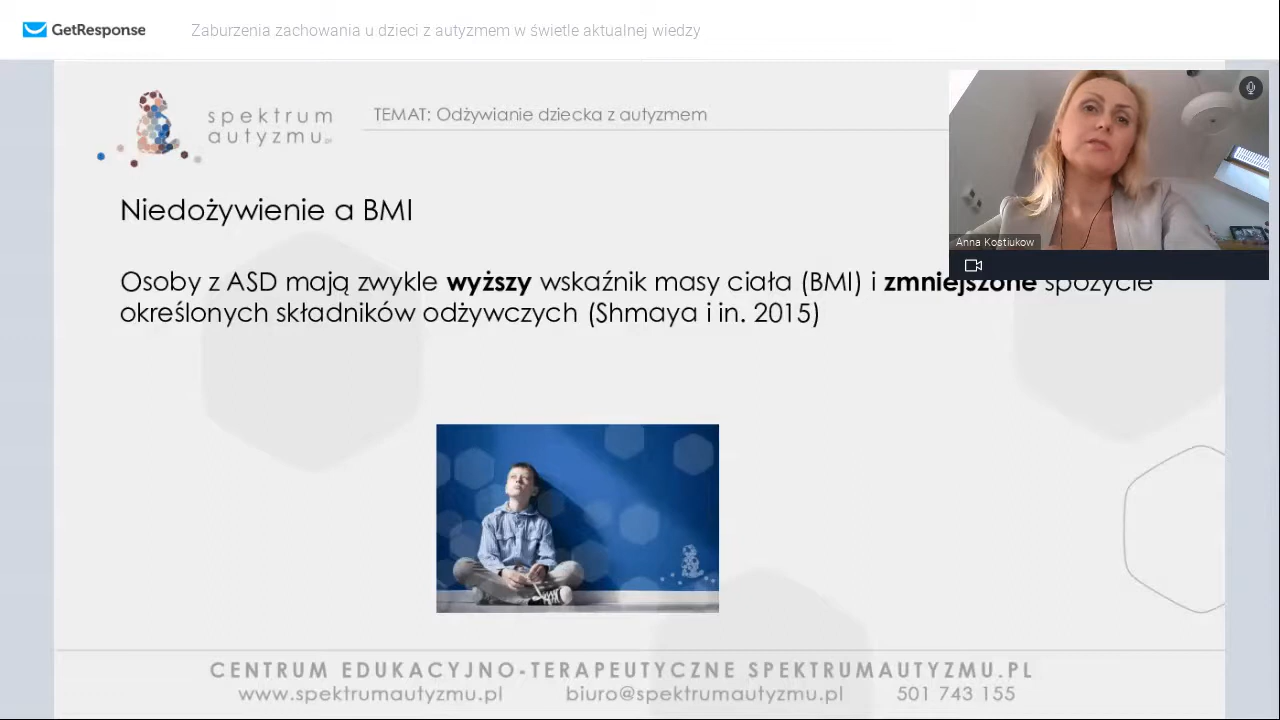 GetResponse
Zaburzenia zachowania u dzieci z autyzmem w świetle aktualnej wiedzy
spektrum
autyzmu.pl
TEMAT: Odżywianie dziecka z autyzmem
Anna Kostiukow
Niedożywienie a BMI
Osoby z ASD mają zwykle wyższy wskaźnik masy ciała (BMI) i zmniejszone spożycie
określonych składników odżywczych (Shmaya i in. 2015)
CENTRUM EDUKACYJNO-TERAPEUTYCZNE SPEKTRUMAUTYZMU.PL
www.spektrumautyzmu.pl biuro@spektrumautyzmu.pl 501 743 155